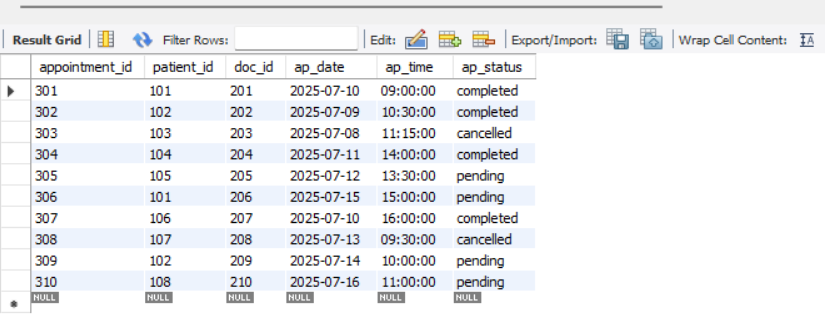 Result Grid Filter Rows: Edit: Export/Import: Wrap Cell Content: IA
appointment_id patient_id doc_id ap_date ap_time ap_status
301 101 201 2025-07-10 09:00:00 completed
302 102 202 2025-07-09 10:30:00 completed
303 103 203 2025-07-08 11:15:00 cancelled
304 104 204 2025-07-11 14:00:00 completed
305 105 205 2025-07-12 13:30:00 pending
306 101 206 2025-07-15 15:00:00 pending
307 106 207 2025-07-10 16:00:00 completed
308 107 208 2025-07-13 09:30:00 cancelled
309 102 209 2025-07-14 10:00:00 pending
310 108 210 2025-07-16 11:00:00 pending
NULL NULL NULL NULL NULL NULL